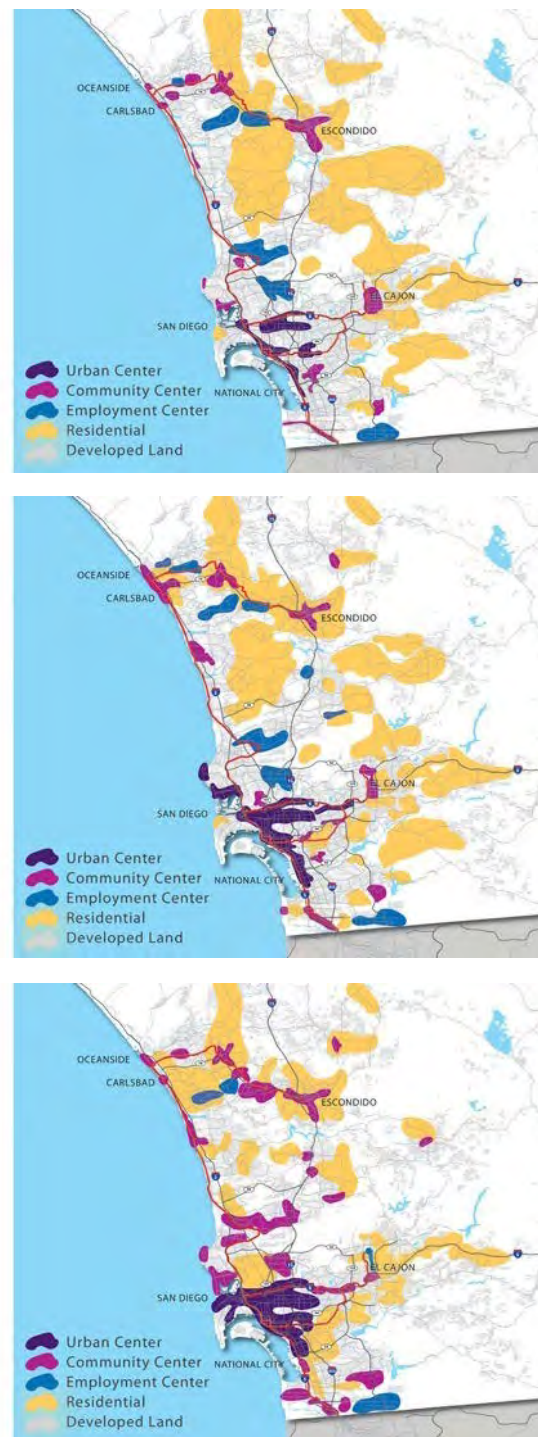 OCEANSIDE
CARLSBAD
ESCONDIDO
EL CAJON
SAN DIEGO
NATIONAL CITY
Urban Center
Community Center
Employment Center
Residential
Developed Land
OCEANSIDE
CARLSBAD
ESCONDIDO
EL CAJON
SAN DIEGO
NATIONAL CITY
Urban Center
Community Center
Employment Center
Residential
Developed Land
OCEANSIDE
CARLSBAD
ESCONDIDO
EL CAJON
SAN DIEGO
NATIONAL CITY
Urban Center
Community Center
Employment Center
Residential
Developed Land